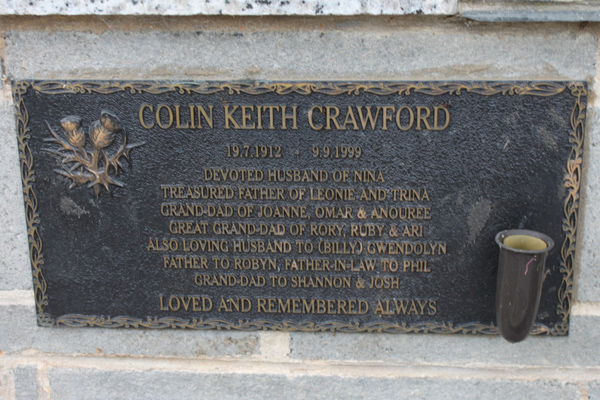 COLIN KEITH CRAWFORD
19.7.1912 - 9.9.1999
DEVOTED HUSBAND OF NINA
TREASURED FATHER OF LEONIE AND TRINA
GRAND-DAD OF JOANNE, OMAR & ANOUREE
GREAT GRAND-DAD OF RORY, RUBY & ARI
ALSO LOVING HUSBAND TO (BILLY) GWENDOLYN
FATHER TO ROBYN, FATHER-IN-LAW TO PHIL
GRAND-DAD TO SHANNON & JOSH
LOVED AND REMEMBERED ALWAYS